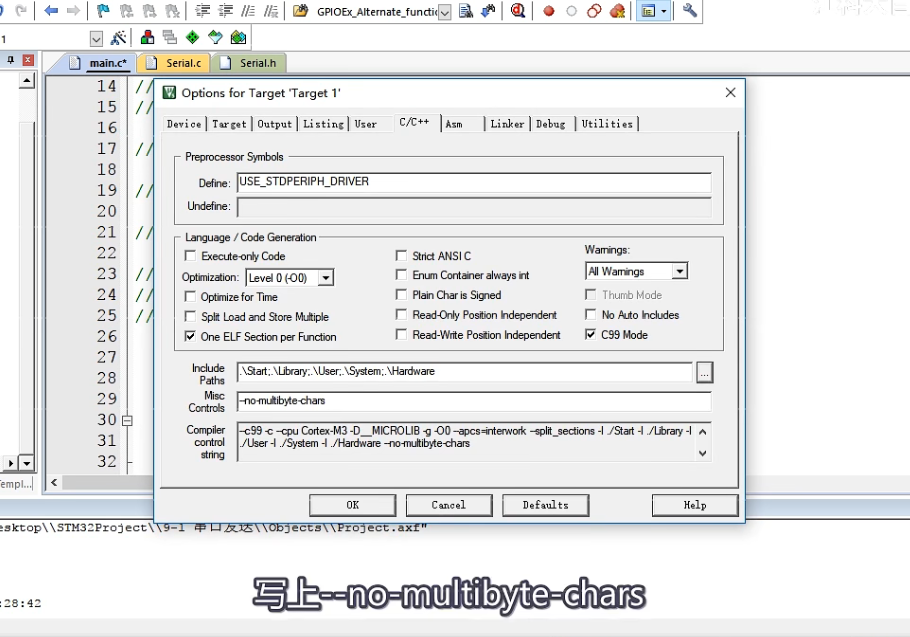 GPIOEx_Alternate_functio
1
main.c*
Serial.c
Serial.h
14 //
15 //
16
17 //
18
19 //
20
21 //
22
23 //
24 //
25 //
26
27
28
29
30
31
32
Templ...
Options for Target 'Target 1'
Device Target Output Listing User C/C++ Asm Linker Debug Utilities
Preprocessor Symbols
Define: USE_STDPERIPH_DRIVER
Undefine:
Language / Code Generation
Execute-only Code
Strict ANSI C
Warnings:
Optimization: Level 0 (-O0)
Enum Container always int
All Warnings
Optimize for Time
Plain Char is Signed
Thumb Mode
Split Load and Store Multiple
Read-Only Position Independent
No Auto Includes
One ELF Section per Function
Read-Write Position Independent
C99 Mode
Include Paths
.\Start;.\Library;.\User;.\System;.\Hardware
...
Misc Controls
--no-multibyte-chars
Compiler control string
--c99 -c --cpu Cortex-M3 -D__MICROLIB -g -O0 --apcs=interwork --split_sections -I ./Start -I ./Library -I
./User -I ./System -I ./Hardware --no-multibyte-chars
OK
Cancel
Defaults
Help
esktop\\STM32Project\\9-1 串口发送\\Objects\\Project.axf"
:28:42
写上--no-multibyte-chars